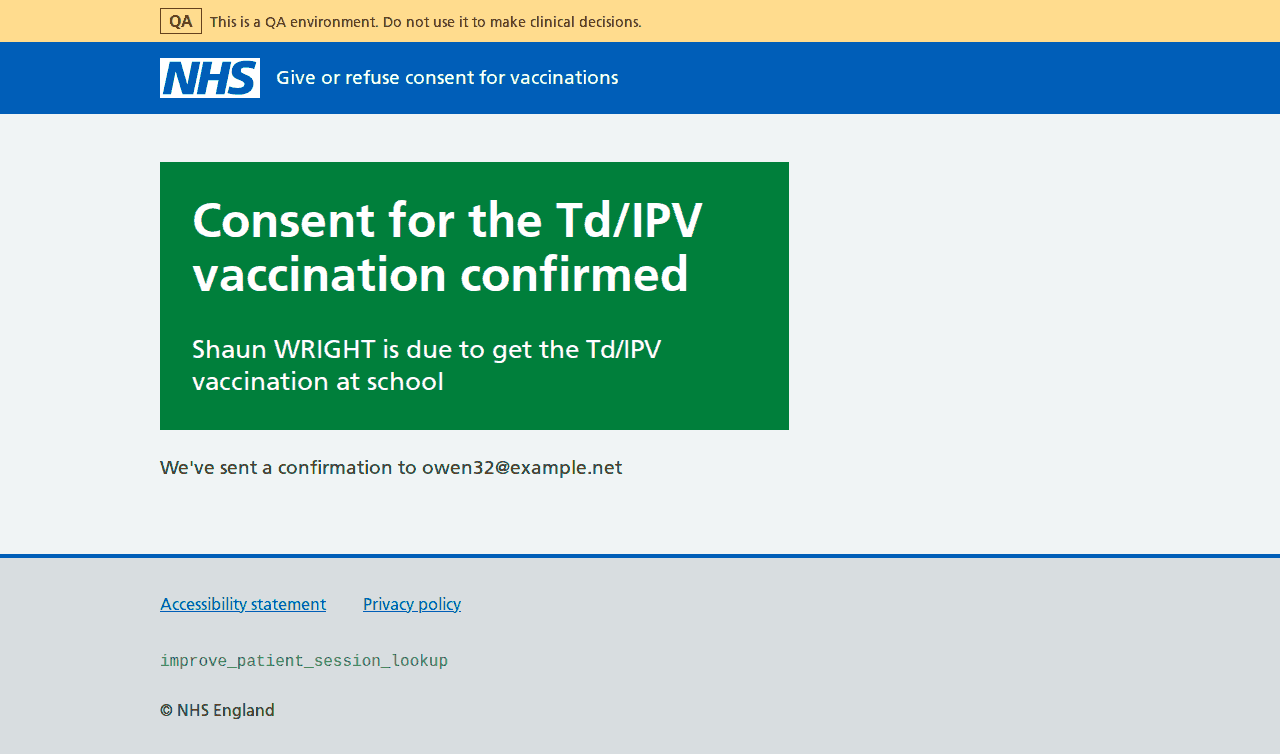 QA This is a QA environment. Do not use it to make clinical decisions.
NHS Give or refuse consent for vaccinations
Consent for the Td/IPV
vaccination confirmed
Shaun WRIGHT is due to get the Td/IPV
vaccination at school
We've sent a confirmation to owen32@example.net
Accessibility statement Privacy policy
improve_patient_session_lookup
© NHS England